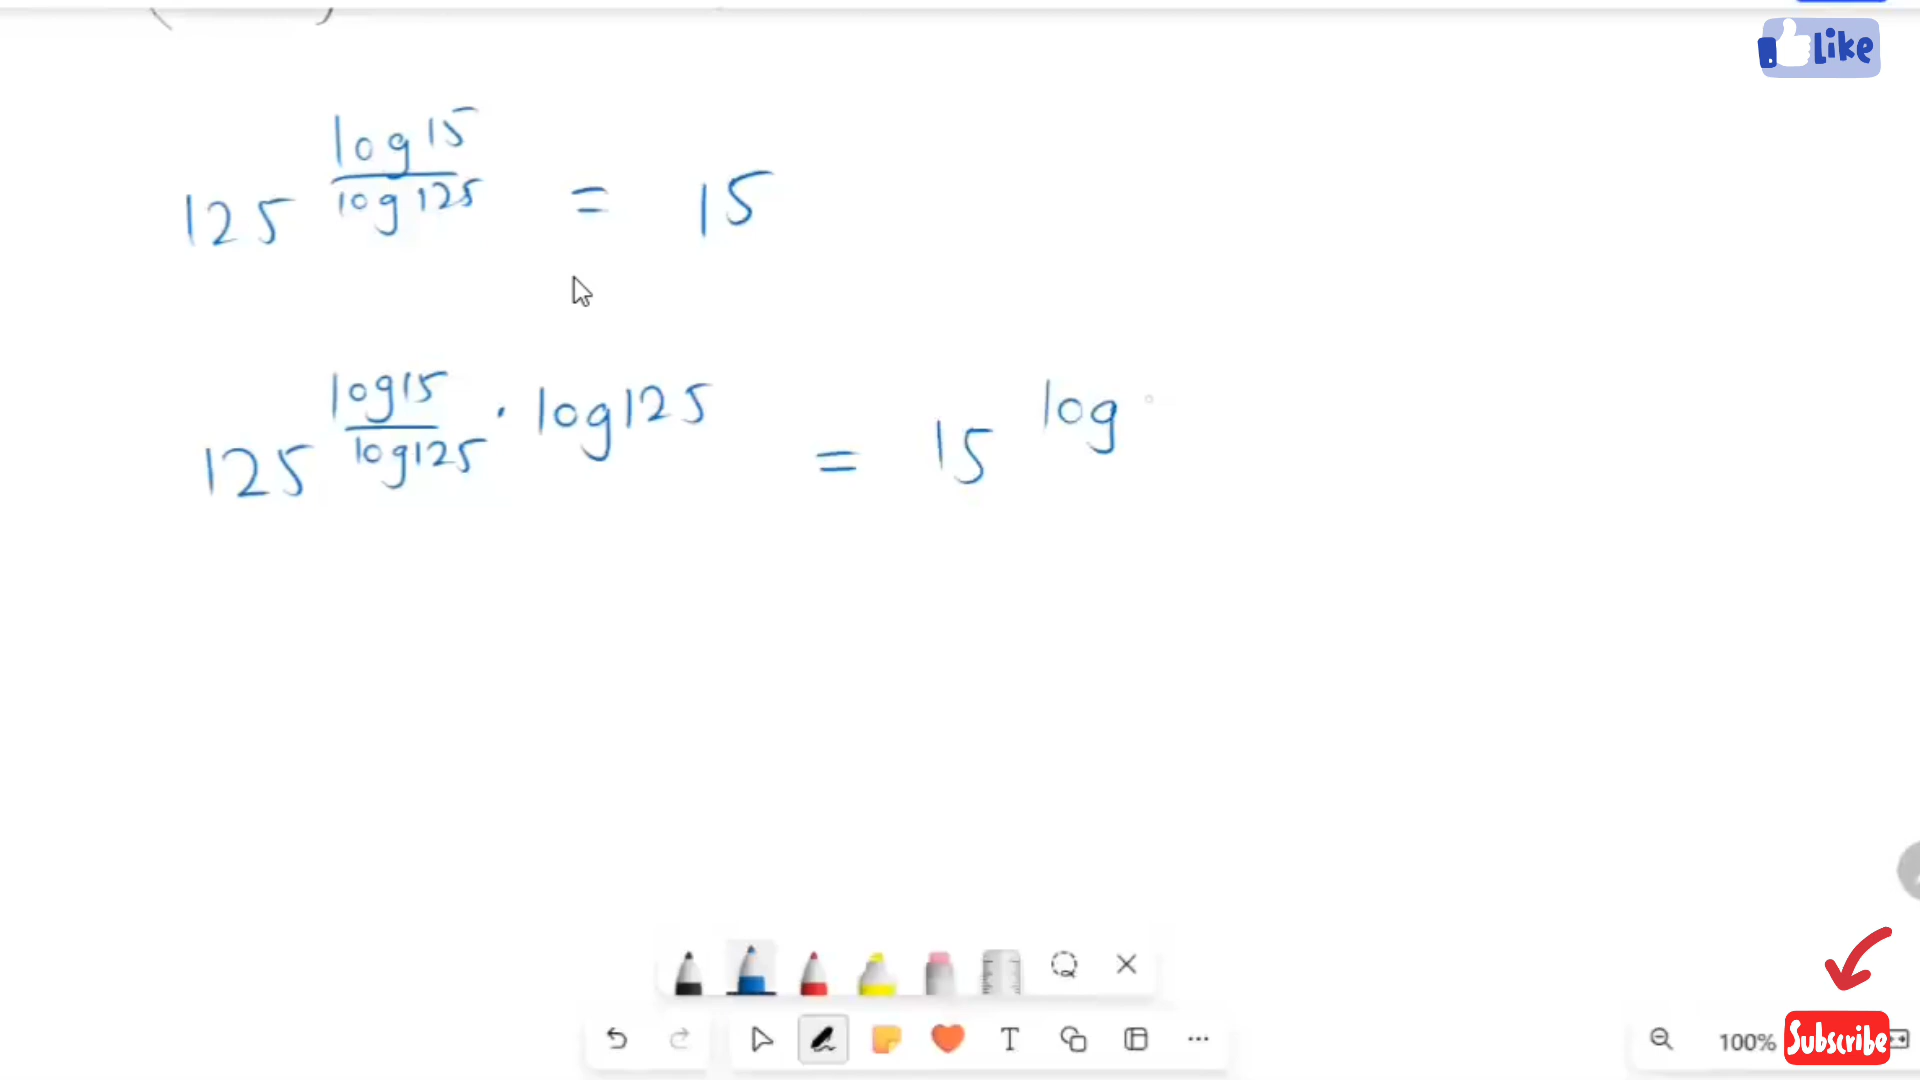 Like
125^(log15/log125) = 15
125^(log15/log125 · log125) = 15^(log
T
100%
Subscribe